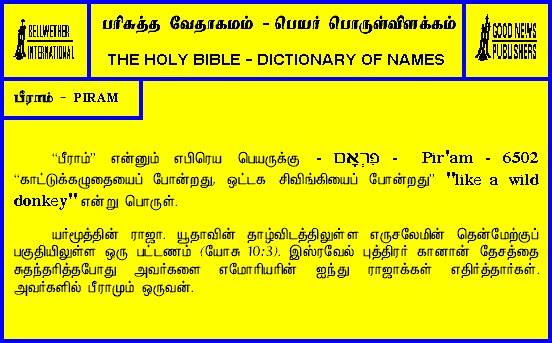 BELLWETHER
INTERNATIONAL
பரிசுத்த வேதாகமம் - பெயர் பொருள்விளக்கம்
THE HOLY BIBLE - DICTIONARY OF NAMES
GOOD NEWS
PUBLISHERS
பீராம் - PIRAM
“பீராம்” என்னும் எபிரெய பெயருக்கு - פִּרְאָם - Pir'am - 6502
“காட்டுக்கழுதையைப் போன்றது, ஒட்டக சிவிங்கியைப் போன்றது” "like a wild
donkey" என்று பொருள்.
யர்மூத்தின் ராஜா. யூதாவின் தாழ்விடத்திலுள்ள எருசலேமின் தென்மேற்குப்
பகுதியிலுள்ள ஒரு பட்டணம் (யோசு 10:3). இஸ்ரவேல் புத்திரர் கானான் தேசத்தை
சுதந்தரித்தபோது அவர்களை எமோரியரின் ஐந்து ராஜாக்கள் எதிர்த்தார்கள்.
அவர்களில் பீராமும் ஒருவன்.